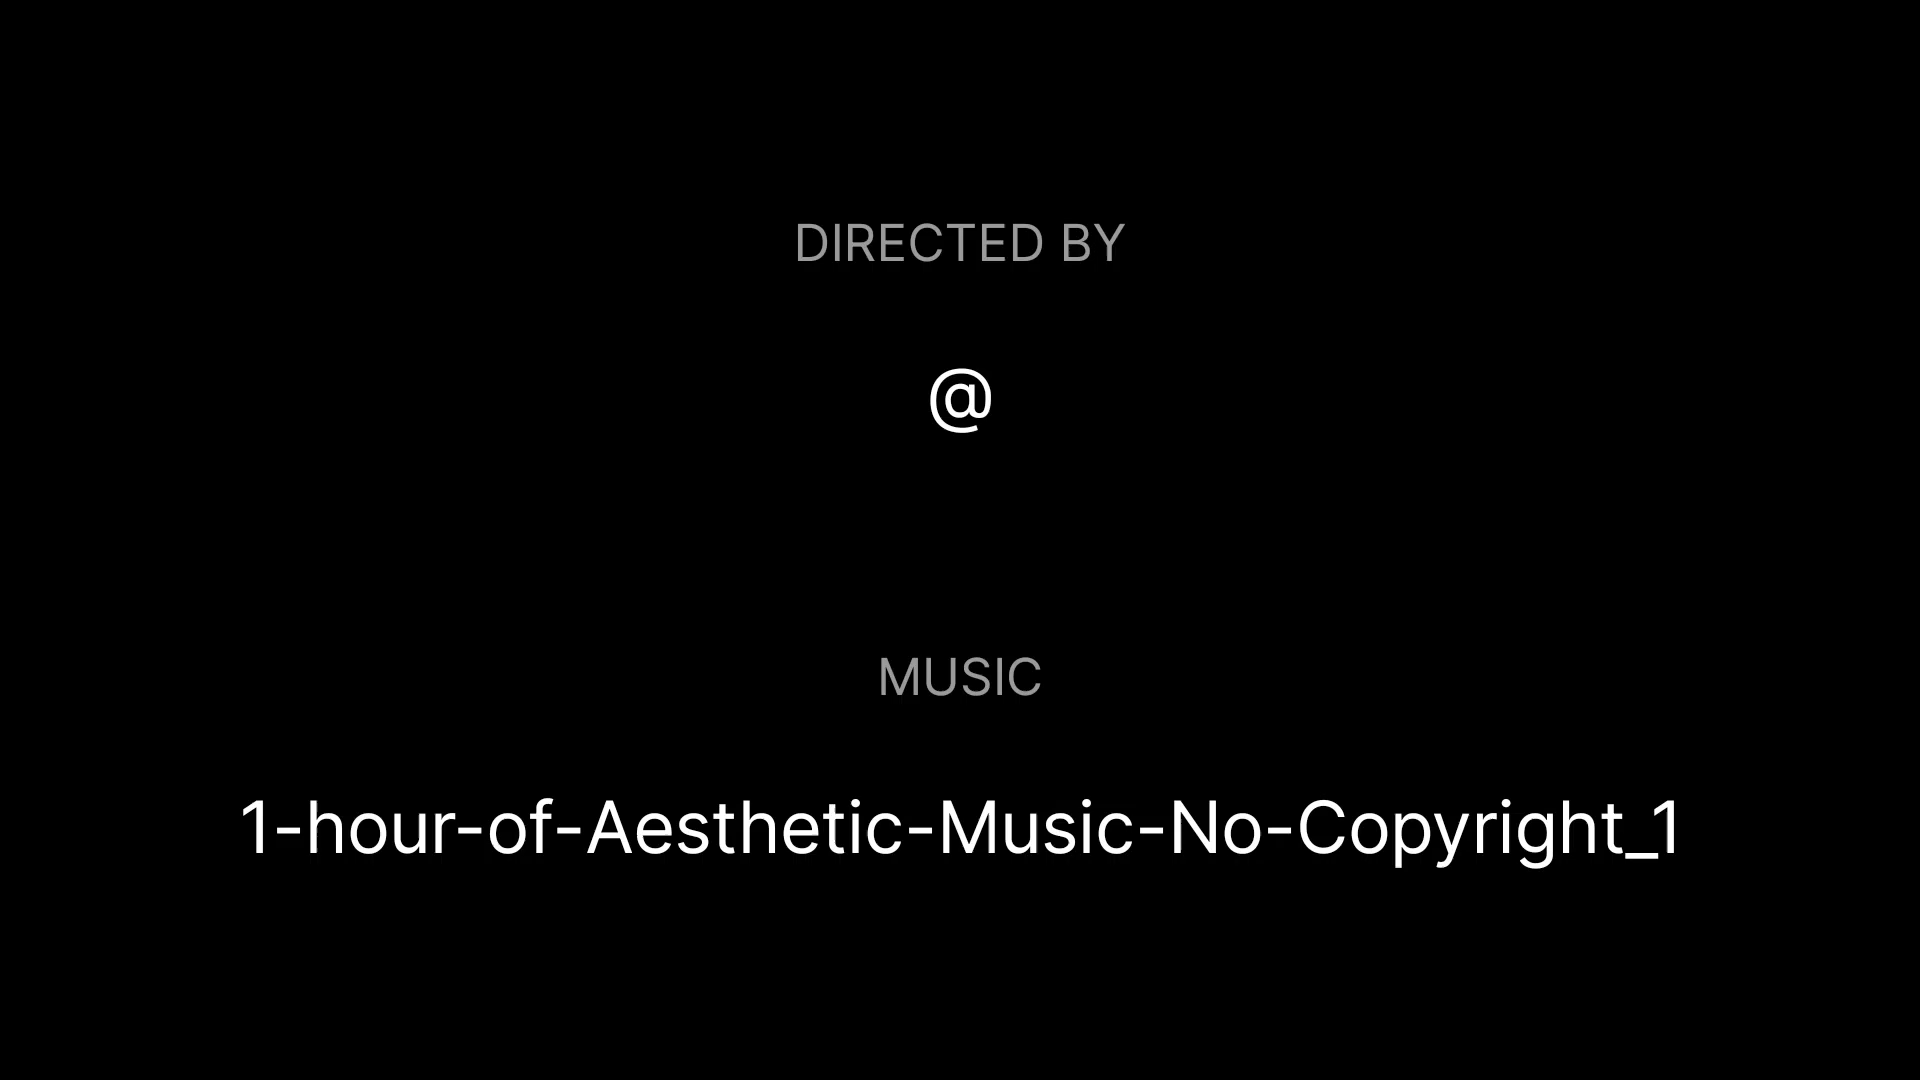 DIRECTED BY
@
MUSIC
1-hour-of-Aesthetic-Music-No-Copyright_1